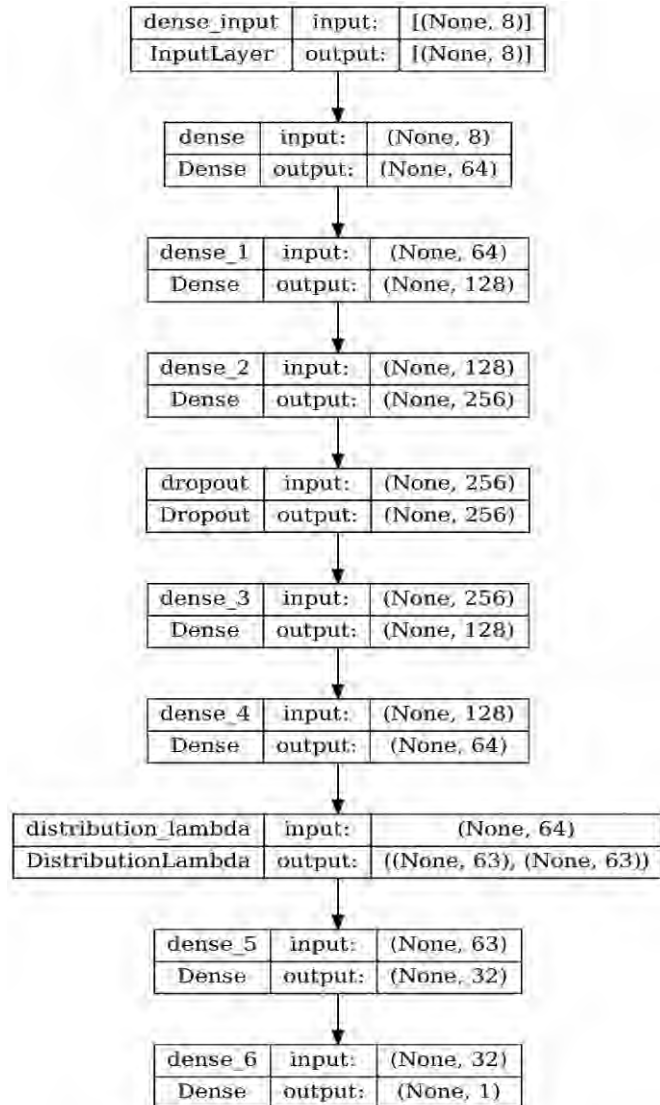 dense_input input: [(None, 8)]
InputLayer output: [(None, 8)]
dense input: (None, 8)
Dense output: (None, 64)
dense_1 input: (None, 64)
Dense output: (None, 128)
dense_2 input: (None, 128)
Dense output: (None, 256)
dropout input: (None, 256)
Dropout output: (None, 256)
dense_3 input: (None, 256)
Dense output: (None, 128)
dense_4 input: (None, 128)
Dense output: (None, 64)
distribution_lambda input: (None, 64)
DistributionLambda output: ((None, 63), (None, 63))
dense_5 input: (None, 63)
Dense output: (None, 32)
dense_6 input: (None, 32)
Dense output: (None, 1)